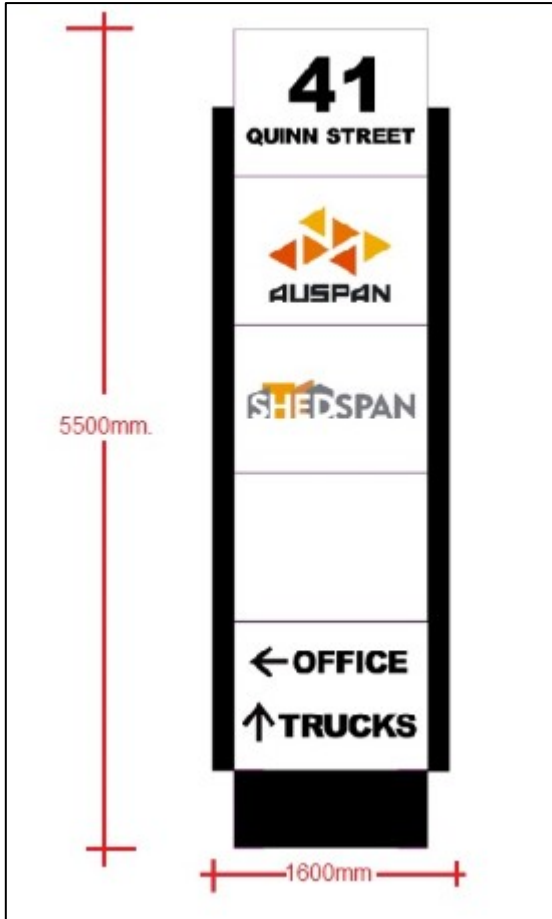 41
QUINN STREET
AUSPAN
SHEDSPAN
5500mm.
←OFFICE
↑TRUCKS
1600mm